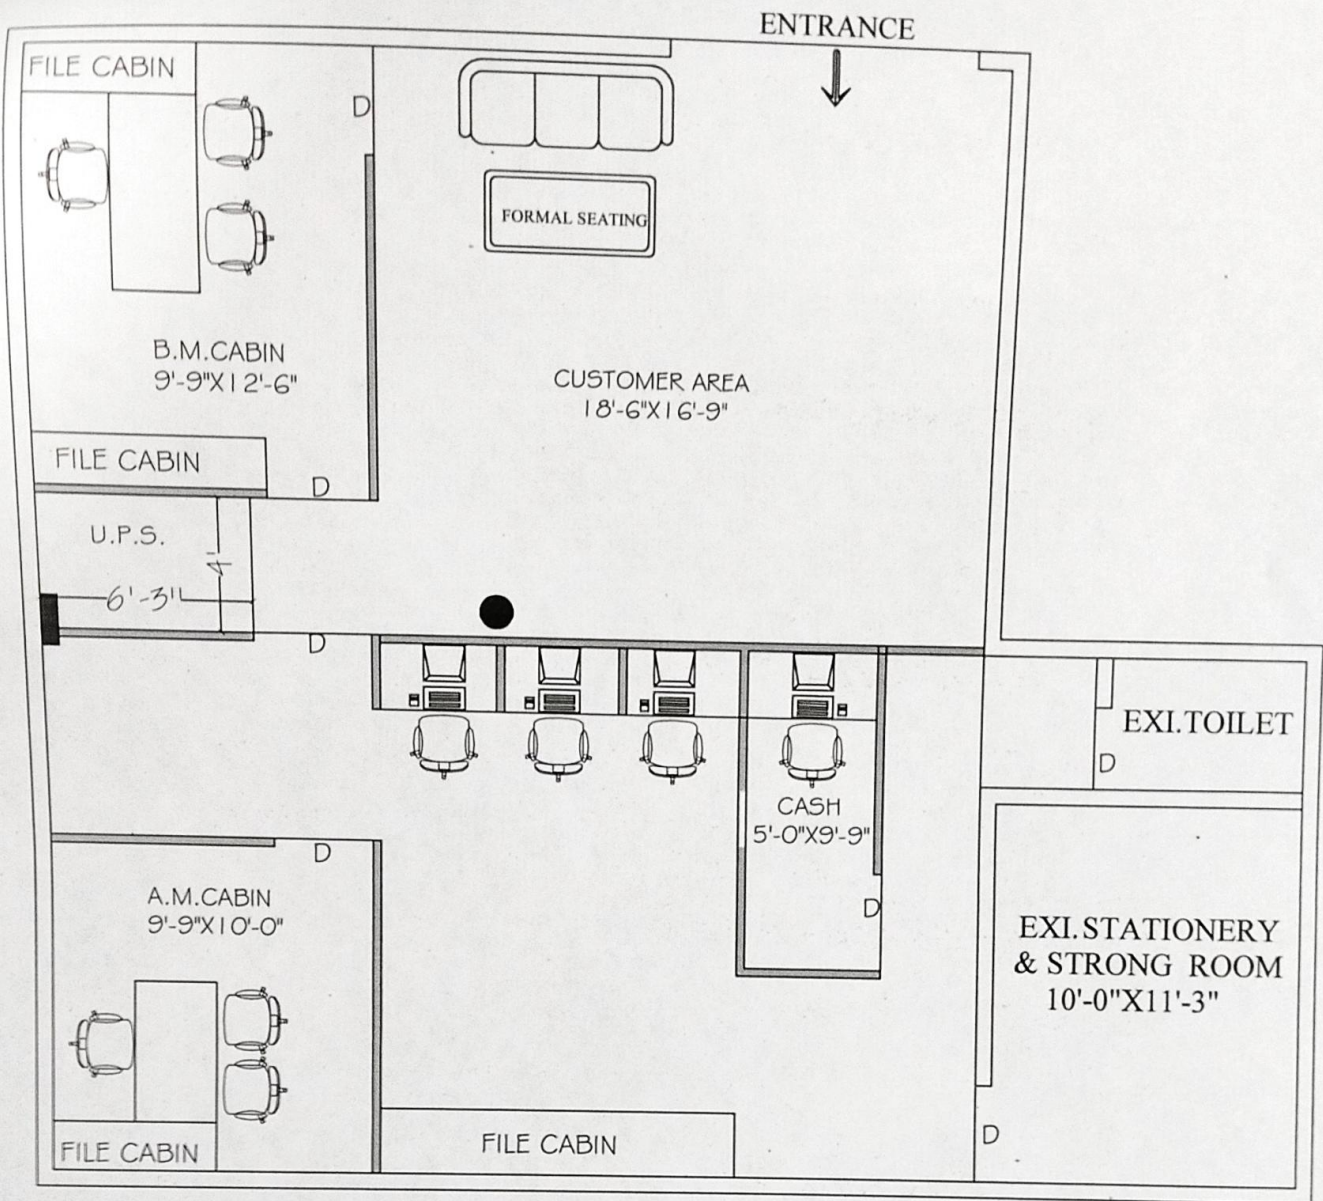 ENTRANCE
FILE CABIN
D
FORMAL SEATING
B.M.CABIN
9'-9"X12'-6"
CUSTOMER AREA
18'-6"X16'-9"
FILE CABIN
D
U.P.S.
4'
6'-3"
D
EXI.TOILET
D
CASH
5'-0"X9'-9"
D
A.M.CABIN
9'-9"X10'-0"
D
EXI.STATIONERY
& STRONG ROOM
10'-0"X11'-3"
D
FILE CABIN
FILE CABIN